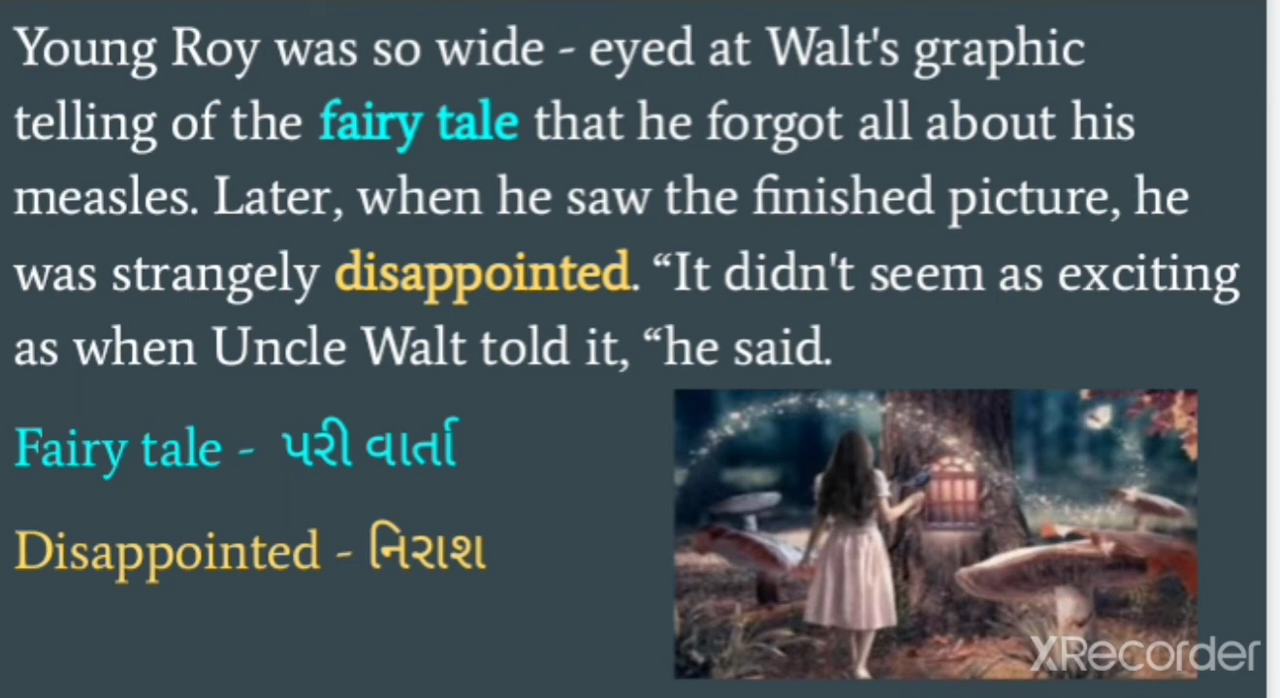 Young Roy was so wide - eyed at Walt's graphic
telling of the fairy tale that he forgot all about his
measles. Later, when he saw the finished picture, he
was strangely disappointed. “It didn't seem as exciting
as when Uncle Walt told it, “he said.
Fairy tale - પરી વાર્તા
Disappointed - નિરાશ
XRecorder